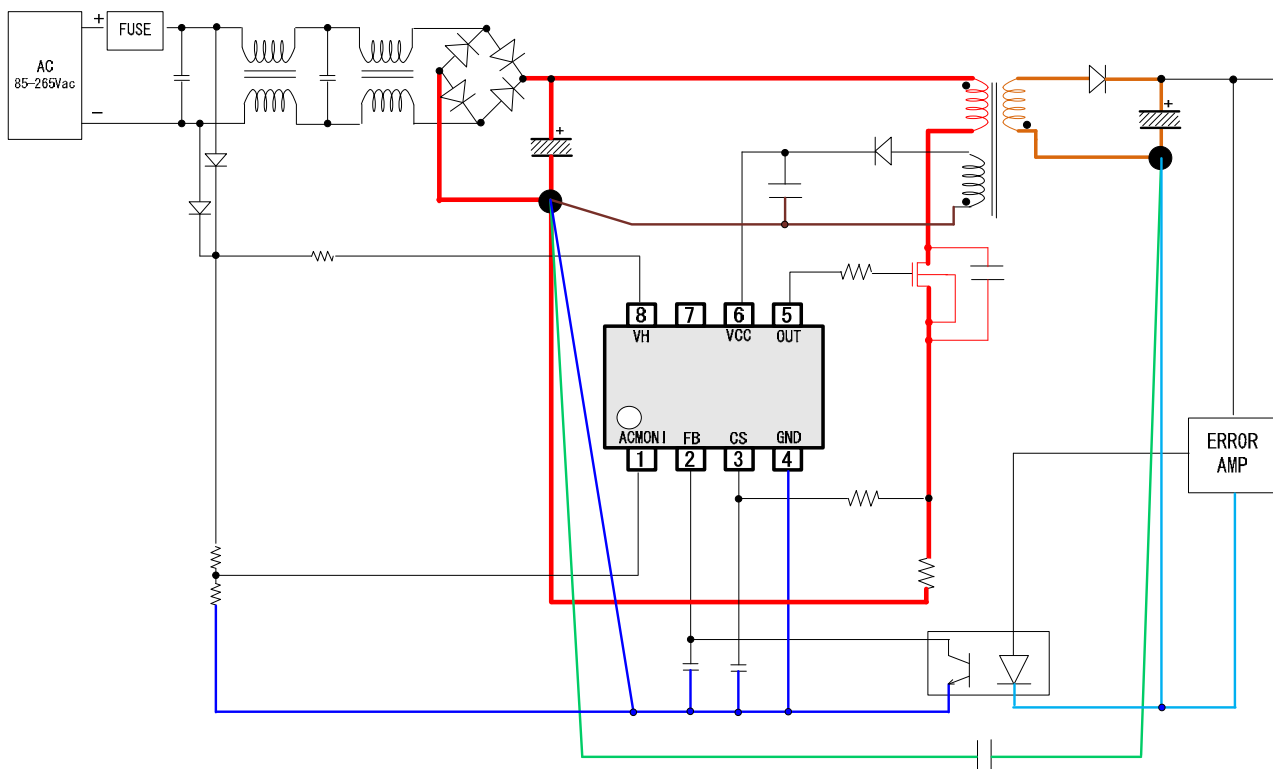 +
FUSE
AC
85-265Vac
−
+
+
8
7
6
5
VH
VCC
OUT
ACMONI
FB
CS
GND
1
2
3
4
ERROR
AMP